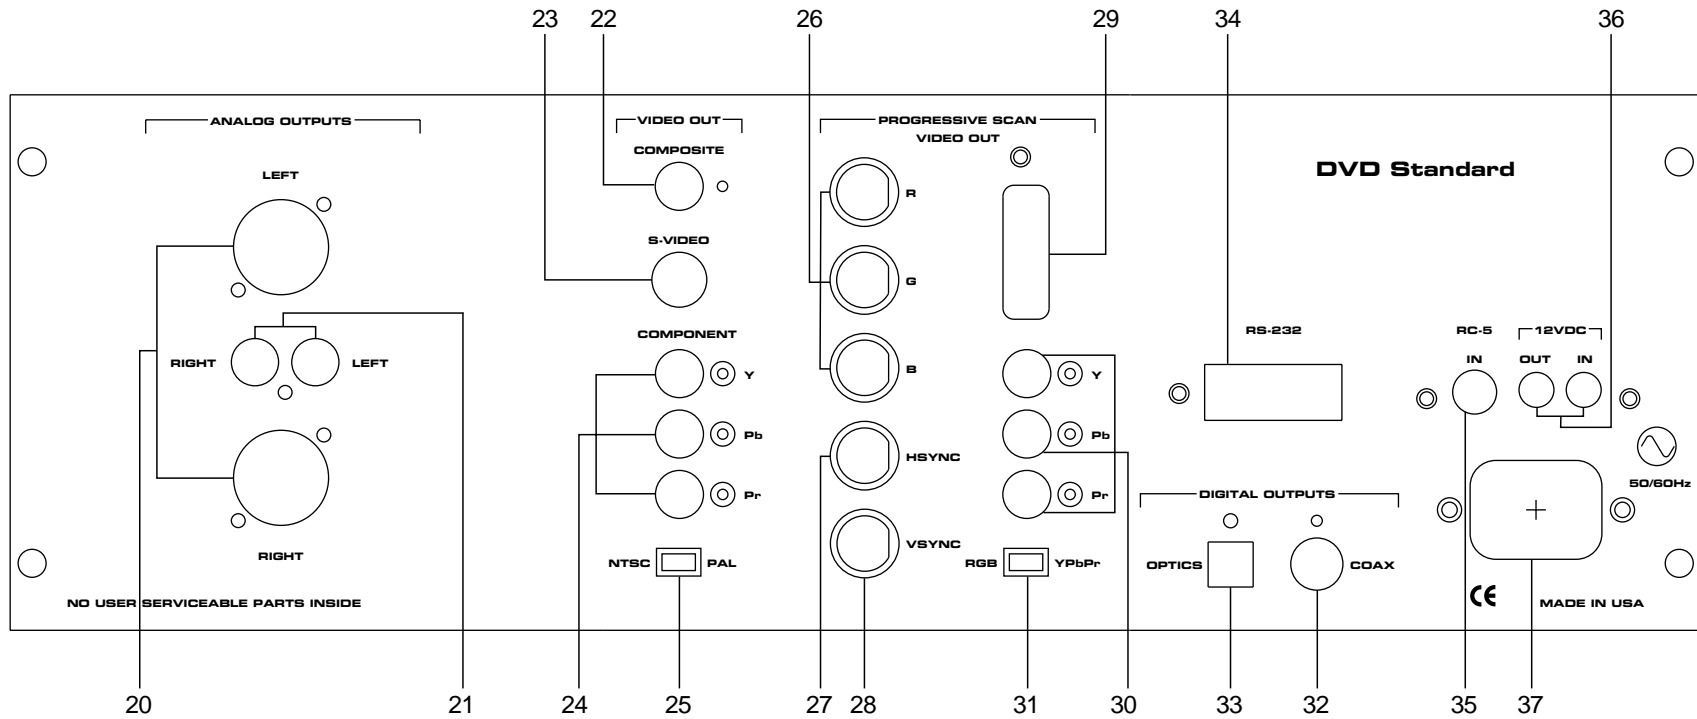 23 22 26 29 34 36
ANALOG OUTPUTS
LEFT
RIGHT LEFT
RIGHT
NO USER SERVICEABLE PARTS INSIDE
VIDEO OUT
COMPOSITE
S-VIDEO
COMPONENT
Y
Pb
Pr
NTSC PAL
PROGRESSIVE SCAN
VIDEO OUT
R
G
B
HSYNC
VSYNC
Y
Pb
Pr
RGB YPbPr
DVD Standard
RS-232
RC-5
IN
12VDC
OUT IN
50/60Hz
DIGITAL OUTPUTS
OPTICS COAX
CE
MADE IN USA
20 21 24 25 27 28 31 30 33 32 35 37